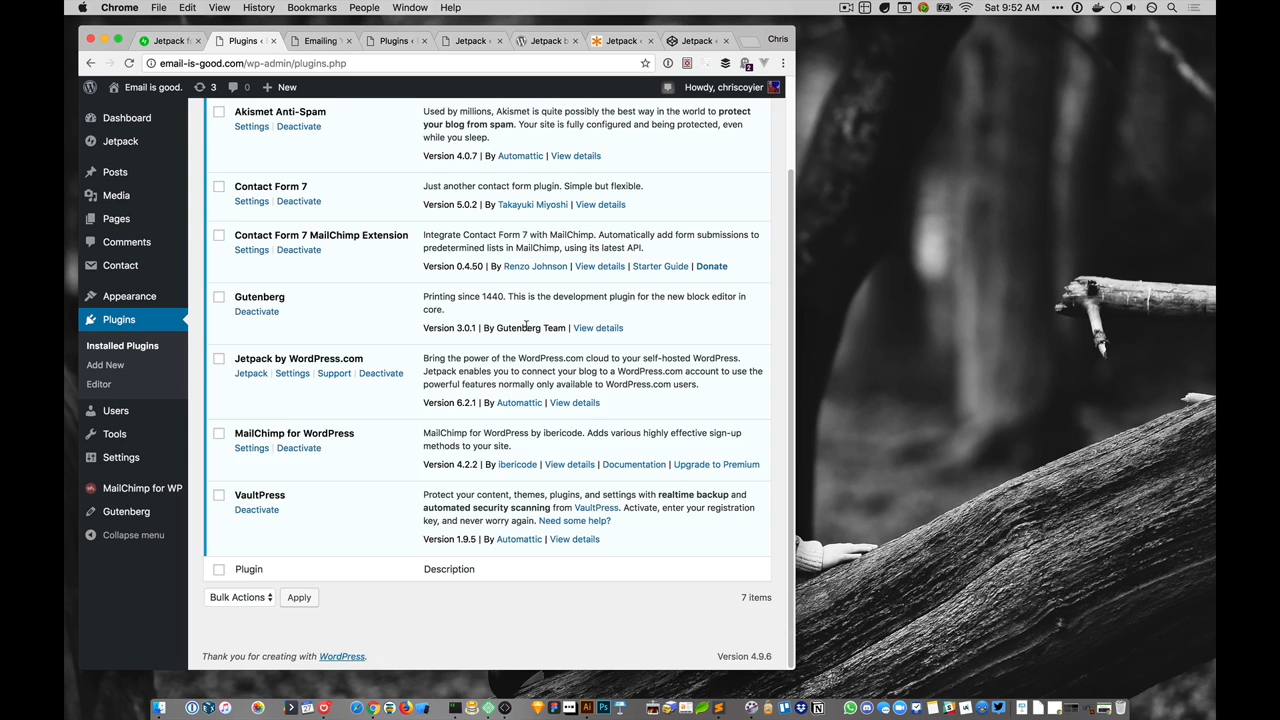 Chrome File Edit View History Bookmarks People Window Help
Sat 9:52 AM
Jetpack f
Plugins ‹
Emailing
Plugins ‹
Jetpack ‹
Jetpack b
Jetpack
Jetpack
Chris
email-is-good.com/wp-admin/plugins.php
Email is good. 3 0 New
Howdy, chriscoyier
Dashboard
Jetpack
Posts
Media
Pages
Comments
Contact
Appearance
Plugins
Installed Plugins
Add New
Editor
Users
Tools
Settings
MailChimp for WP
Gutenberg
Collapse menu
Akismet Anti-Spam
Settings | Deactivate
Used by millions, Akismet is quite possibly the best way in the world to protect
your blog from spam. Your site is fully configured and being protected, even
while you sleep.
Version 4.0.7 | By Automattic | View details
Contact Form 7
Settings | Deactivate
Just another contact form plugin. Simple but flexible.
Version 5.0.2 | By Takayuki Miyoshi | View details
Contact Form 7 MailChimp Extension
Settings | Deactivate
Integrate Contact Form 7 with MailChimp. Automatically add form submissions to
predetermined lists in MailChimp, using its latest API.
Version 0.4.50 | By Renzo Johnson | View details | Starter Guide | Donate
Gutenberg
Deactivate
Printing since 1440. This is the development plugin for the new block editor in
core.
Version 3.0.1 | By Gutenberg Team | View details
Jetpack by WordPress.com
Jetpack | Settings | Support | Deactivate
Bring the power of the WordPress.com cloud to your self-hosted WordPress.
Jetpack enables you to connect your blog to a WordPress.com account to use the
powerful features normally only available to WordPress.com users.
Version 6.2.1 | By Automattic | View details
MailChimp for WordPress
Settings | Deactivate
MailChimp for WordPress by ibericode. Adds various highly effective sign-up
methods to your site.
Version 4.2.2 | By ibericode | View details | Documentation | Upgrade to Premium
VaultPress
Deactivate
Protect your content, themes, plugins, and settings with realtime backup and
automated security scanning from VaultPress. Activate, enter your registration
key, and never worry again. Need some help?
Version 1.9.5 | By Automattic | View details
Plugin Description
Bulk Actions Apply 7 items
Thank you for creating with WordPress. Version 4.9.6